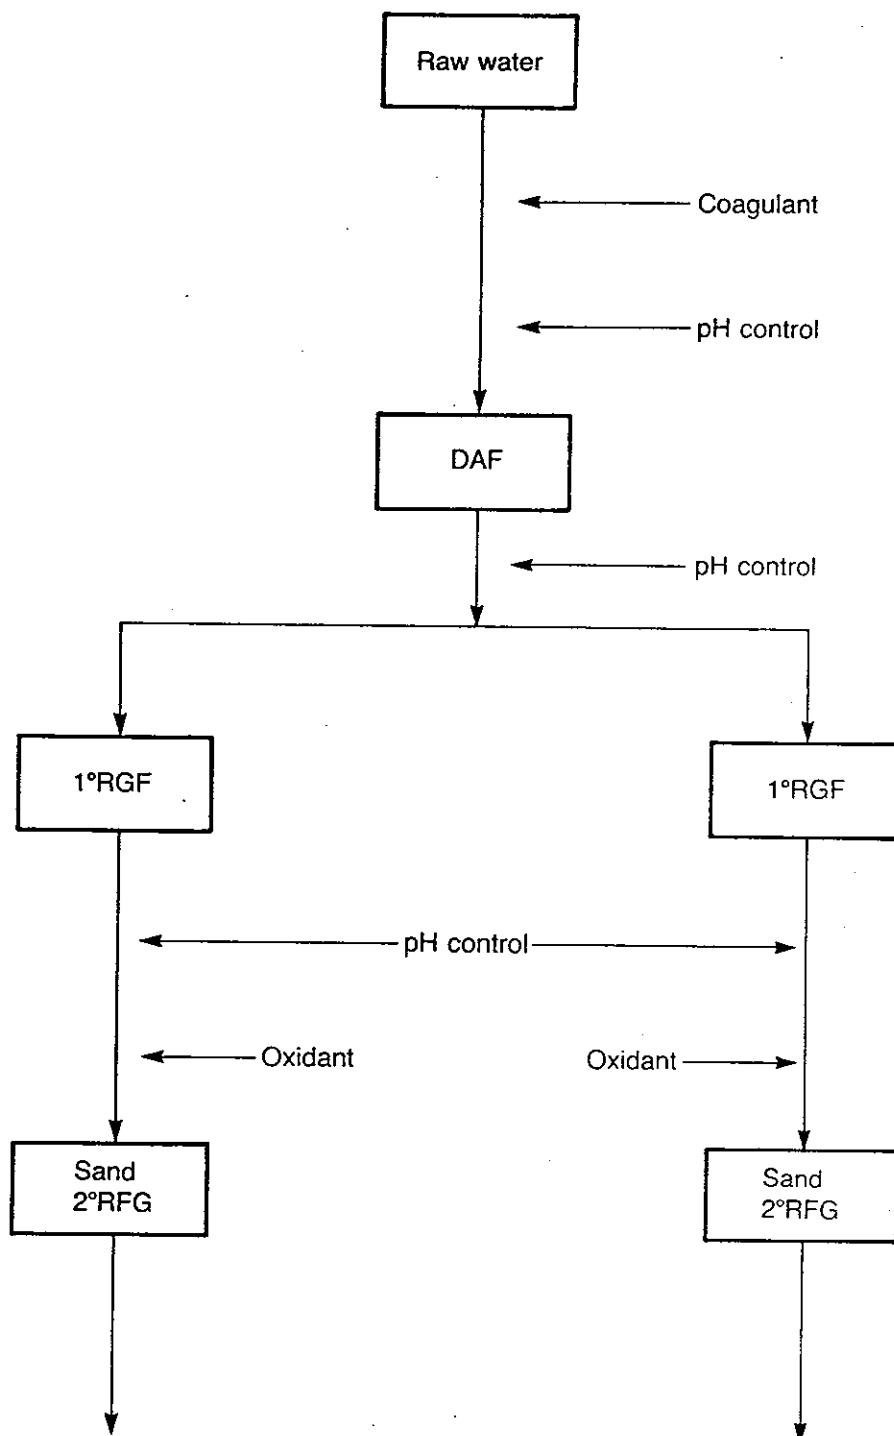 Raw water
Coagulant
pH control
DAF
pH control
1°RGF
1°RGF
pH control
Oxidant
Oxidant
Sand
2°RFG
Sand
2°RFG